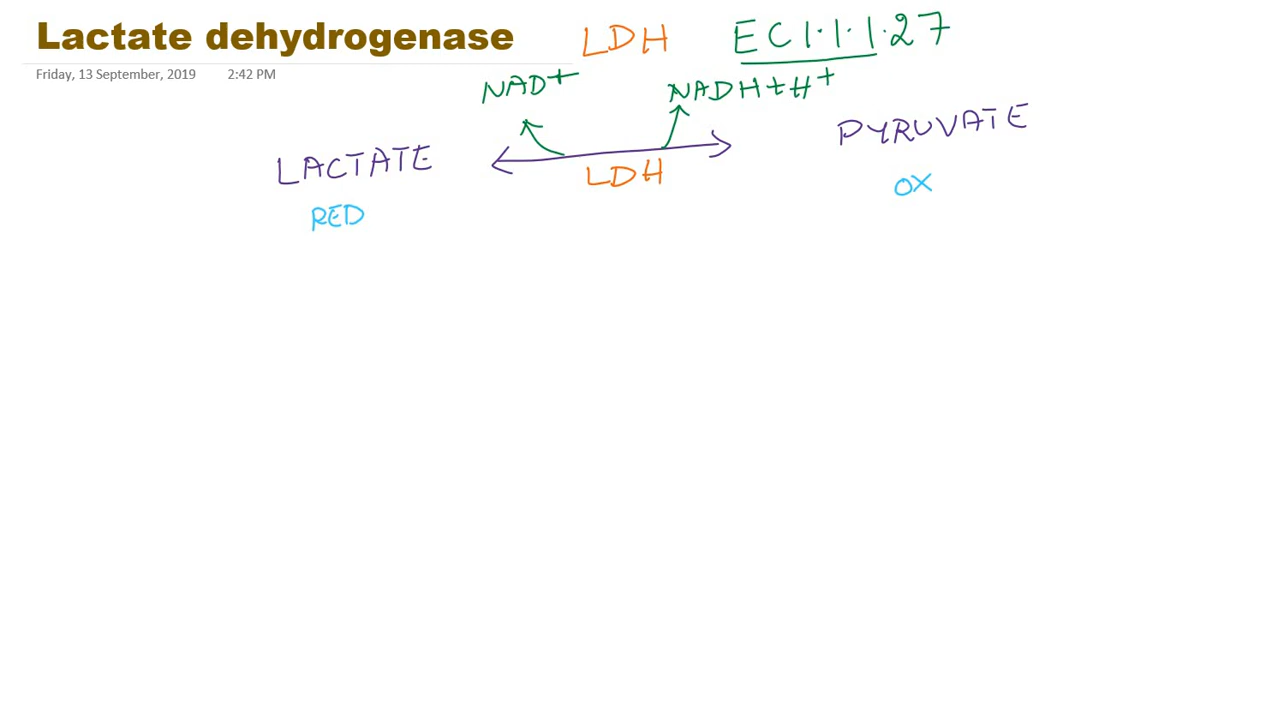 Lactate dehydrogenase LDH EC 1.1.1.27
Friday, 13 September, 2019 2:42 PM
NAD+ NADH+H+
LACTATE LDH PYRUVATE
RED OX